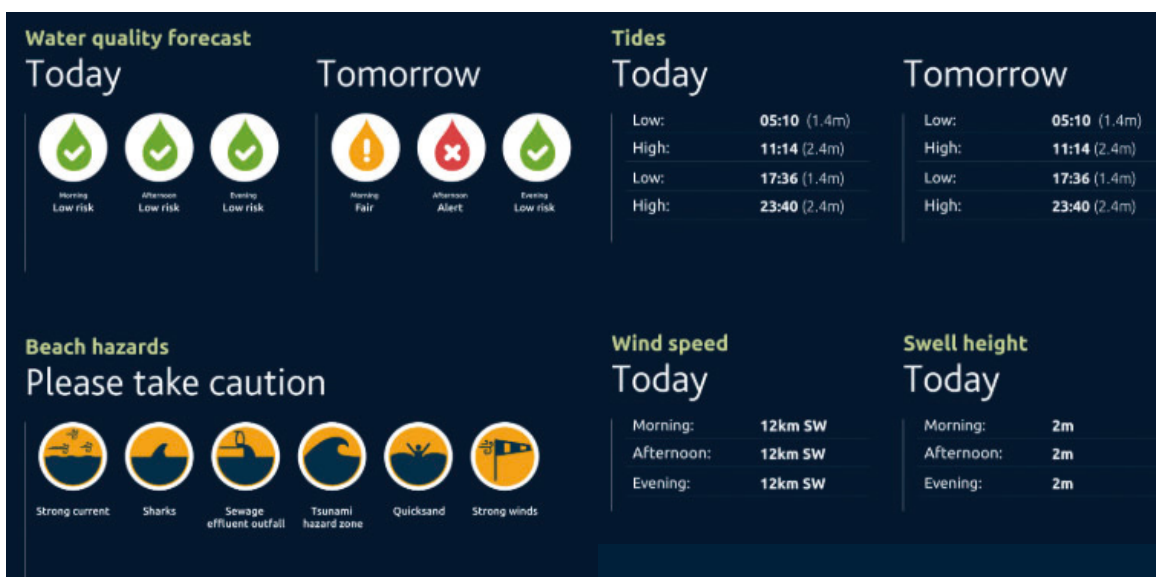 Water quality forecast
Today
Tomorrow
Morning
Low risk
Afternoon
Low risk
Evening
Low risk
Morning
Fair
Afternoon
Alert
Evening
Low risk
Tides
Today
Low: 05:10 (1.4m)
High: 11:14 (2.4m)
Low: 17:36 (1.4m)
High: 23:40 (2.4m)
Tomorrow
Low: 05:10 (1.4m)
High: 11:14 (2.4m)
Low: 17:36 (1.4m)
High: 23:40 (2.4m)
Beach hazards
Please take caution
Strong current
Sharks
Sewage
effluent outfall
Tsunami
hazard zone
Quicksand
Strong winds
Wind speed
Today
Morning: 12km SW
Afternoon: 12km SW
Evening: 12km SW
Swell height
Today
Morning: 2m
Afternoon: 2m
Evening: 2m